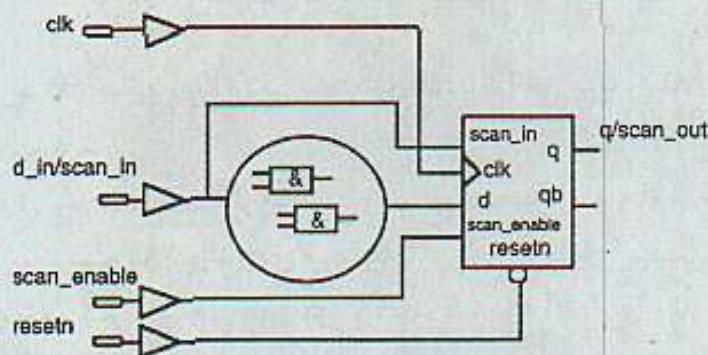 clk
d_in/scan_in
scan_enable
resetn
&
&
scan_in
q
clk
d
qb
scan_enable
resetn
q/scan_out